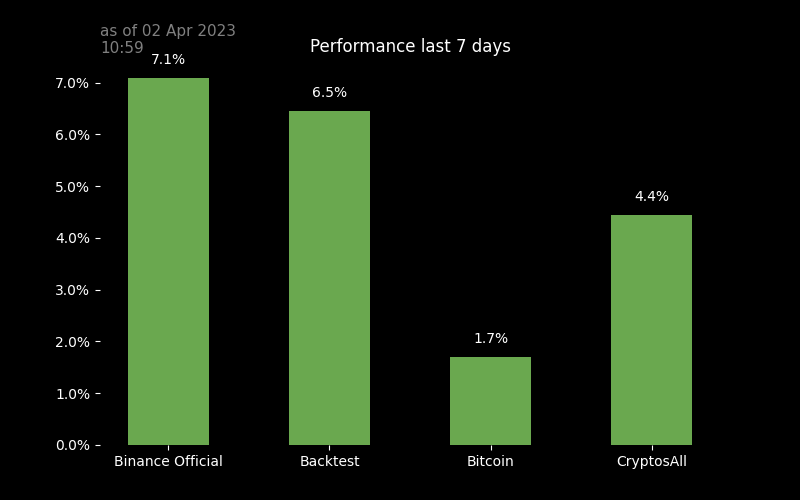 as of 02 Apr 2023
10:59
Performance last 7 days
7.1%
6.5%
1.7%
4.4%
7.0%
6.0%
5.0%
4.0%
3.0%
2.0%
1.0%
0.0%
Binance Official
Backtest
Bitcoin
CryptosAll